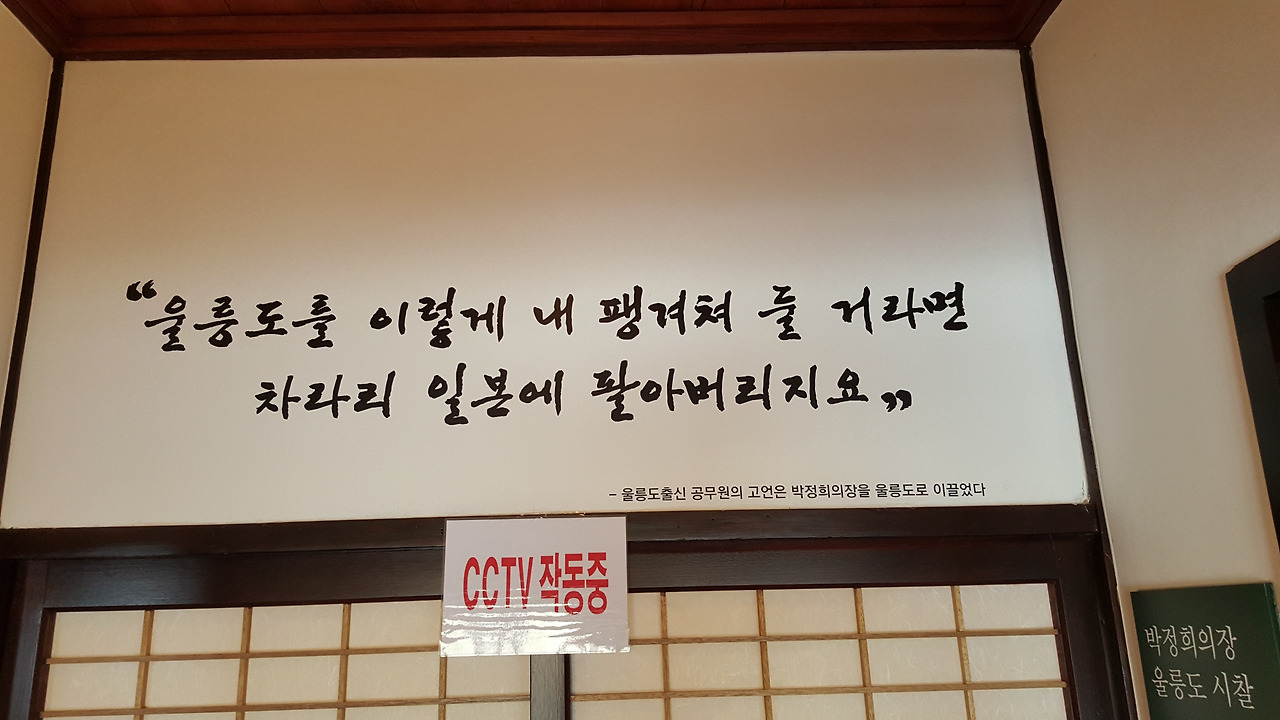 “울릉도를 이렇게 내 팽겨쳐 둘 거라면
차라리 일본에 팔아버리지요„
- 울릉도출신 공무원의 고언은 박정희의장을 울릉도로 이끌었다
CCTV 작동중
박정희의장
울릉도 시찰